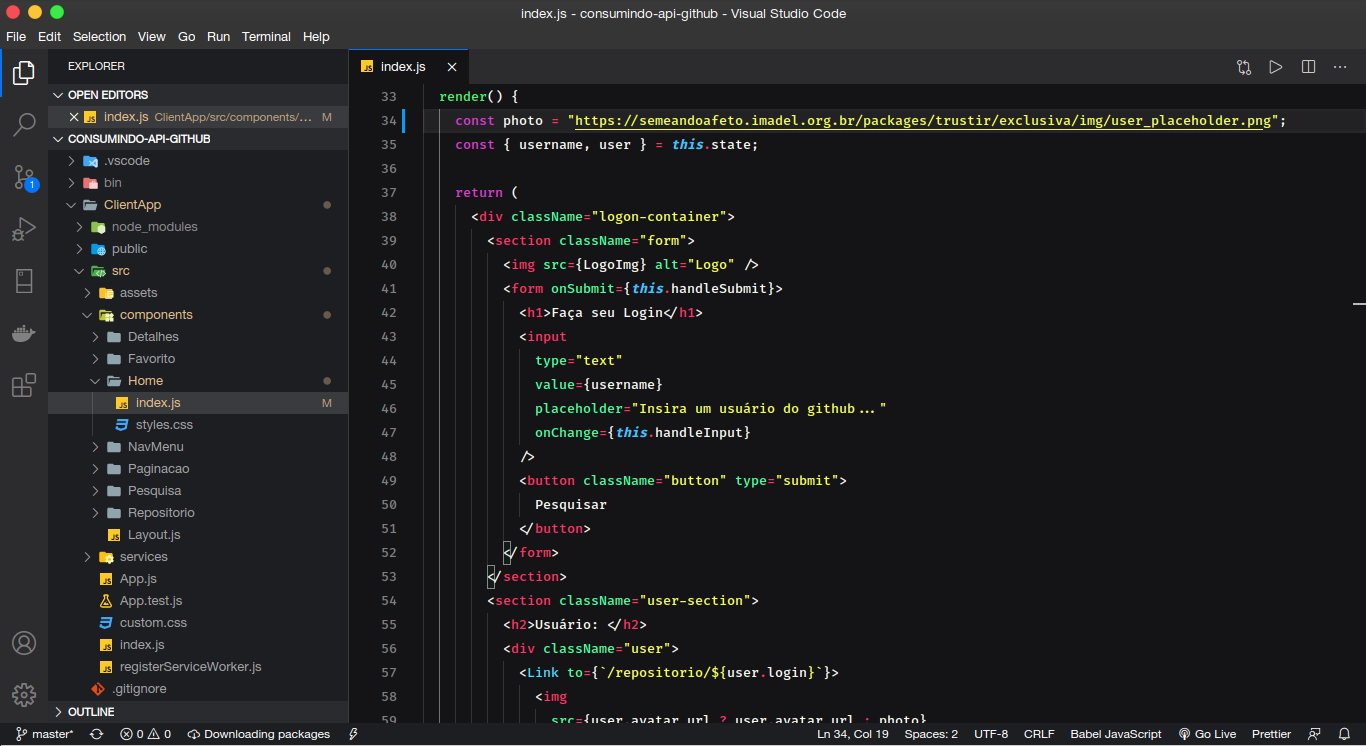 index.js - consumindo-api-github - Visual Studio Code
File Edit Selection View Go Run Terminal Help
EXPLORER
OPEN EDITORS
index.js ClientApp/src/components/... M
CONSUMINDO-API-GITHUB
.vscode
bin
ClientApp
node_modules
public
src
assets
components
Detalhes
Favorito
Home
index.js M
styles.css
NavMenu
Paginacao
Pesquisa
Repositorio
Layout.js
services
App.js
App.test.js
custom.css
index.js
registerServiceWorker.js
.gitignore
OUTLINE
1
index.js
33 render() {
34 const photo = "https://semeandoafeto.imadel.org.br/packages/trustir/exclusiva/img/user_placeholder.png";
35 const { username, user } = this.state;
36
37 return (
38 <div className="logon-container">
39 <section className="form">
40 <img src={LogoImg} alt="Logo" />
41 <form onSubmit={this.handleSubmit}>
42 <h1>Faça seu Login</h1>
43 <input
44 type="text"
45 value={username}
46 placeholder="Insira um usuário do github..."
47 onChange={this.handleInput}
48 />
49 <button className="button" type="submit">
50 Pesquisar
51 </button>
52 </form>
53 </section>
54 <section className="user-section">
55 <h2>Usuário: </h2>
56 <div className="user">
57 <Link to={`/repositorio/${user.login}`}>
58 <img
59 src={user.avatar_url ? user.avatar_url : photo}
master* 0 0 Downloading packages Ln 34, Col 19 Spaces: 2 UTF-8 CRLF Babel JavaScript Go Live Prettier